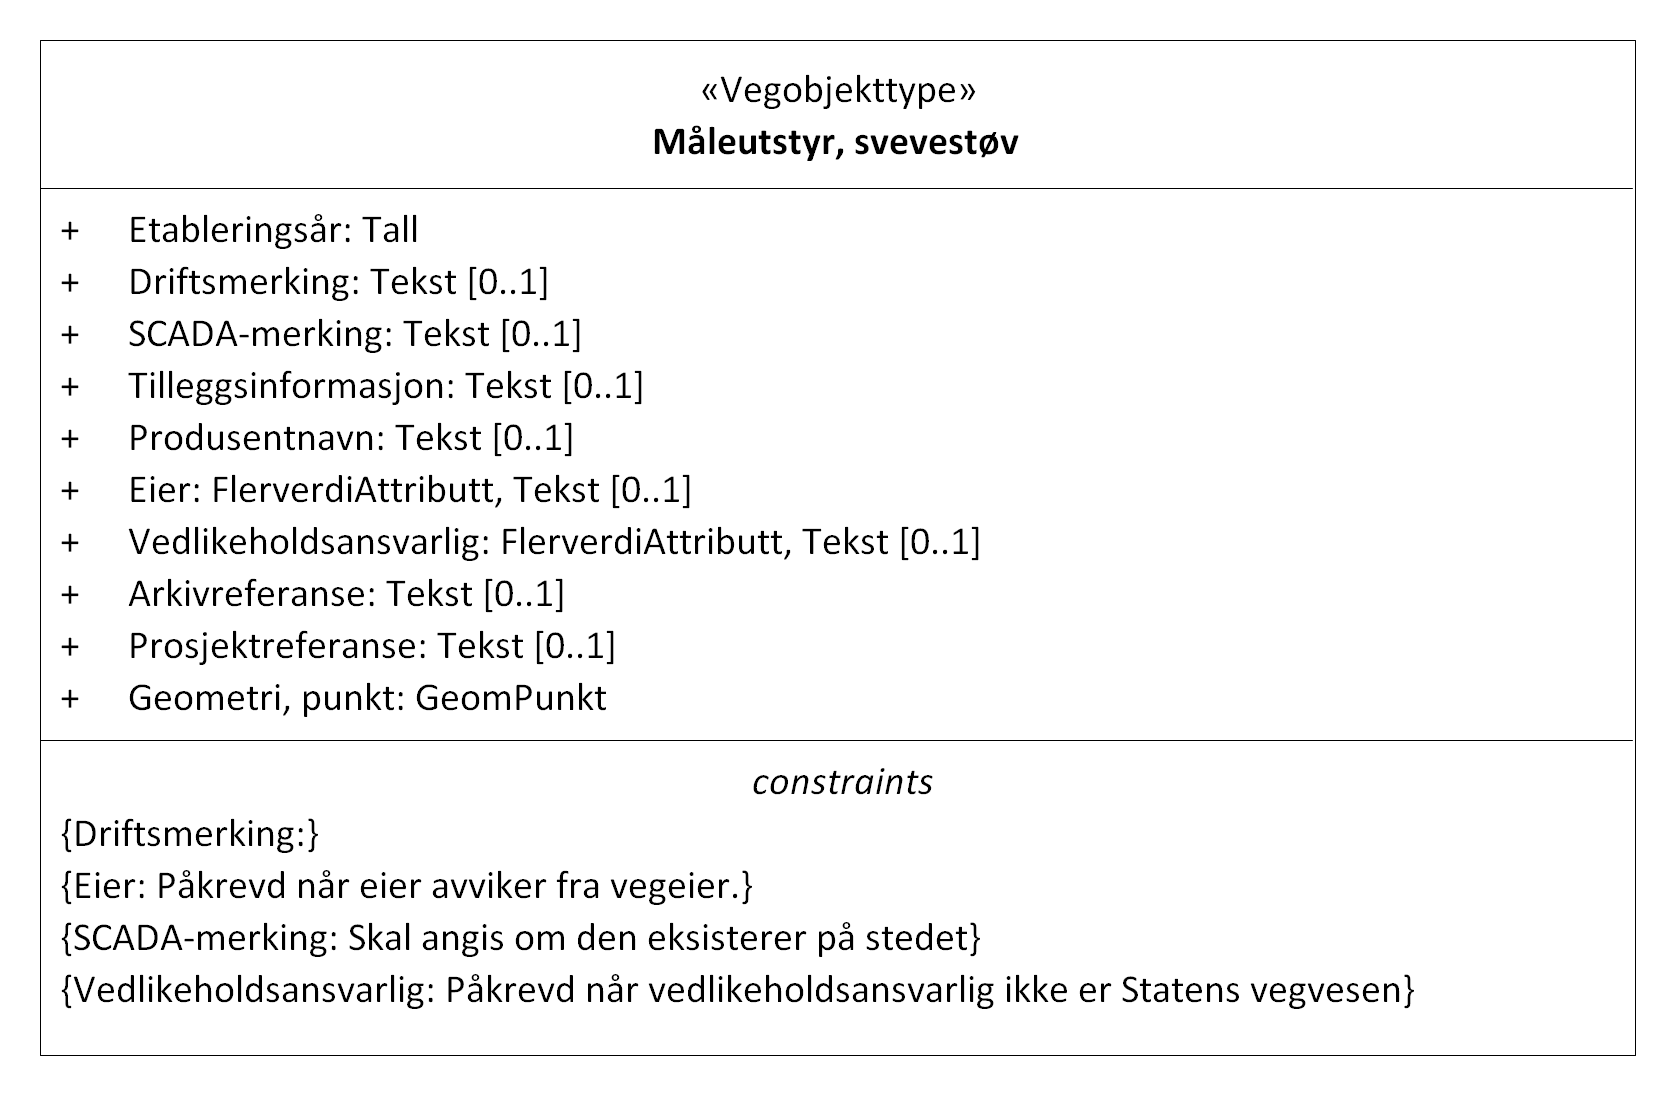 «Vegobjekttype»
Måleutstyr, svevestøv
+ Etableringsår: Tall
+ Driftsmerking: Tekst [0..1]
+ SCADA-merking: Tekst [0..1]
+ Tilleggsinformasjon: Tekst [0..1]
+ Produsentnavn: Tekst [0..1]
+ Eier: FlerverdiAttributt, Tekst [0..1]
+ Vedlikeholdsansvarlig: FlerverdiAttributt, Tekst [0..1]
+ Arkivreferanse: Tekst [0..1]
+ Prosjektreferanse: Tekst [0..1]
+ Geometri, punkt: GeomPunkt
constraints
{Driftsmerking:}
{Eier: Påkrevd når eier avviker fra vegeier.}
{SCADA-merking: Skal angis om den eksisterer på stedet}
{Vedlikeholdsansvarlig: Påkrevd når vedlikeholdsansvarlig ikke er Statens vegvesen}